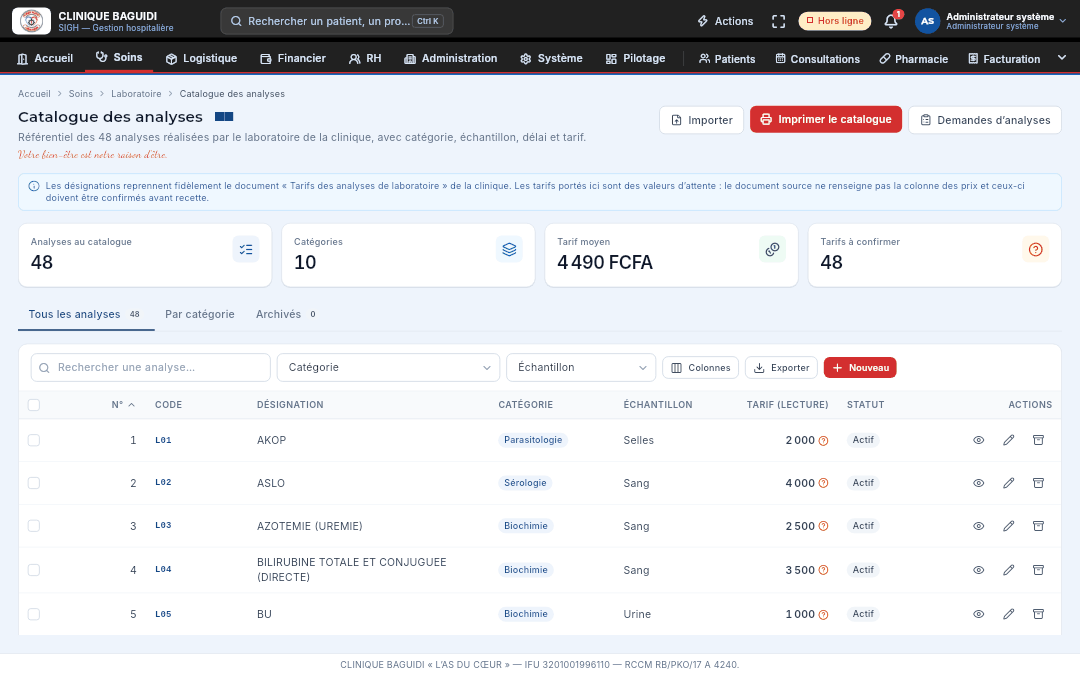 CLINIQUE BAGUIDI
SIGH — Gestion hospitalière
Rechercher un patient, un pro... Ctrl K
Actions
Hors ligne
1
AS
Administrateur système
Administrateur système
Accueil Soins Logistique Financier RH Administration Système Pilotage Patients Consultations Pharmacie Facturation
Accueil > Soins > Laboratoire > Catalogue des analyses
Catalogue des analyses
Référentiel des 48 analyses réalisées par le laboratoire de la clinique, avec catégorie, échantillon, délai et tarif.
Votre bien-être est notre raison d'être.
Importer
Imprimer le catalogue
Demandes d'analyses
Les désignations reprennent fidèlement le document « Tarifs des analyses de laboratoire » de la clinique. Les tarifs portés ici sont des valeurs d'attente : le document source ne renseigne pas la colonne des prix et ceux-ci
doivent être confirmés avant recette.
Analyses au catalogue
48
Catégories
10
Tarif moyen
4 490 FCFA
Tarifs à confirmer
48
Tous les analyses 48 Par catégorie Archivés 0
Rechercher une analyse... Catégorie Échantillon Colonnes Exporter Nouveau
N° CODE DÉSIGNATION CATÉGORIE ÉCHANTILLON TARIF (LECTURE) STATUT ACTIONS
1 L01 AKOP Parasitologie Selles 2 000 Actif
2 L02 ASLO Sérologie Sang 4 000 Actif
3 L03 AZOTEMIE (UREMIE) Biochimie Sang 2 500 Actif
4 L04 BILIRUBINE TOTALE ET CONJUGUEE (DIRECTE) Biochimie Sang 3 500 Actif
5 L05 BU Biochimie Urine 1 000 Actif
CLINIQUE BAGUIDI « L'AS DU CŒUR » — IFU 3201001996110 — RCCM RB/PKO/17 A 4240.